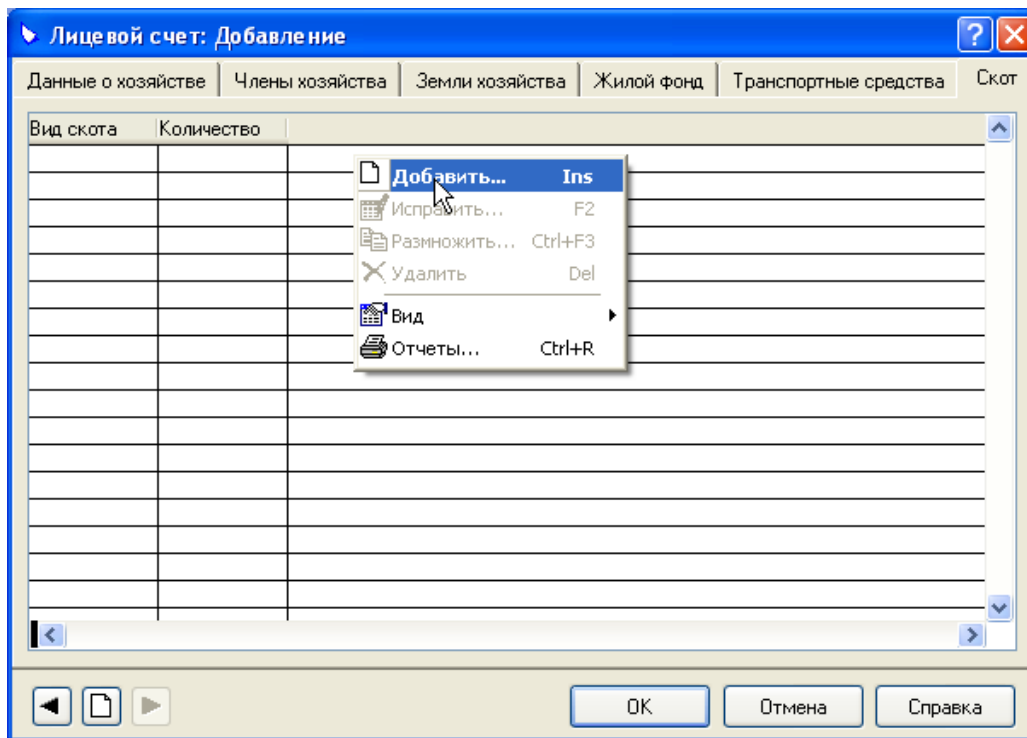 Лицевой счет: Добавление
Данные о хозяйстве Члены хозяйства Земли хозяйства Жилой фонд Транспортные средства Скот
Вид скота Количество
Добавить... Ins
Исправить... F2
Размножить... Ctrl+F3
Удалить Del
Вид
Отчеты... Ctrl+R
OK Отмена Справка